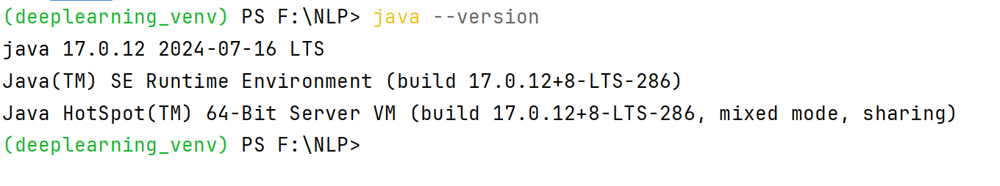 (deeplearning_venv) PS F:\NLP> java --version
java 17.0.12 2024-07-16 LTS
Java(TM) SE Runtime Environment (build 17.0.12+8-LTS-286)
Java HotSpot(TM) 64-Bit Server VM (build 17.0.12+8-LTS-286, mixed mode, sharing)
(deeplearning_venv) PS F:\NLP>